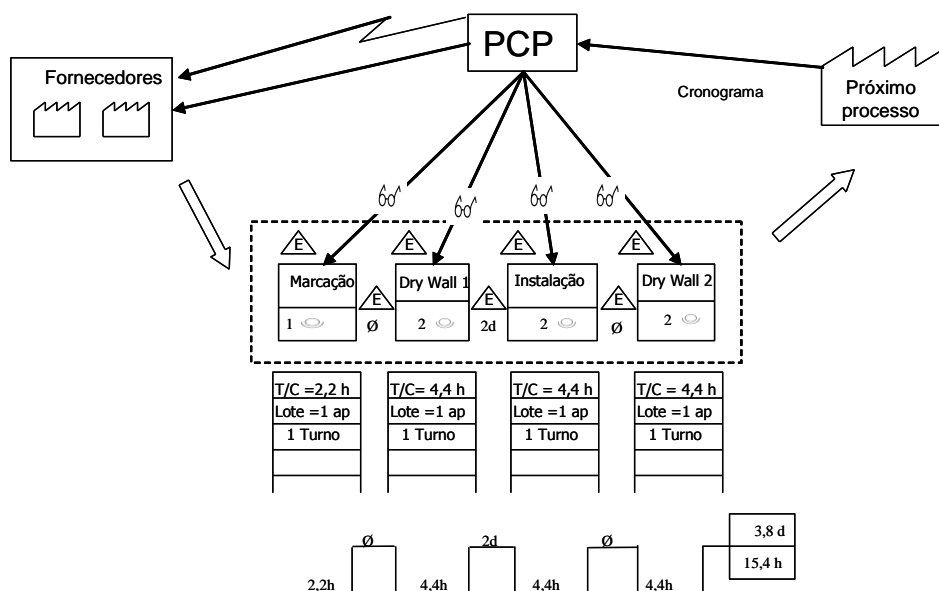 PCP
Fornecedores
Cronograma
Próximo
processo
E
E
E
E
Marcação
Dry Wall 1
Instalação
Dry Wall 2
E
E
E
1
Ø
2
2d
2
Ø
2
T/C =2,2 h
T/C= 4,4 h
T/C = 4,4 h
T/C = 4,4 h
Lote =1 ap
Lote =1 ap
Lote =1 ap
Lote =1 ap
1 Turno
1 Turno
1 Turno
1 Turno
Ø
2d
Ø
3,8 d
15,4 h
2,2h
4,4h
4,4h
4,4h